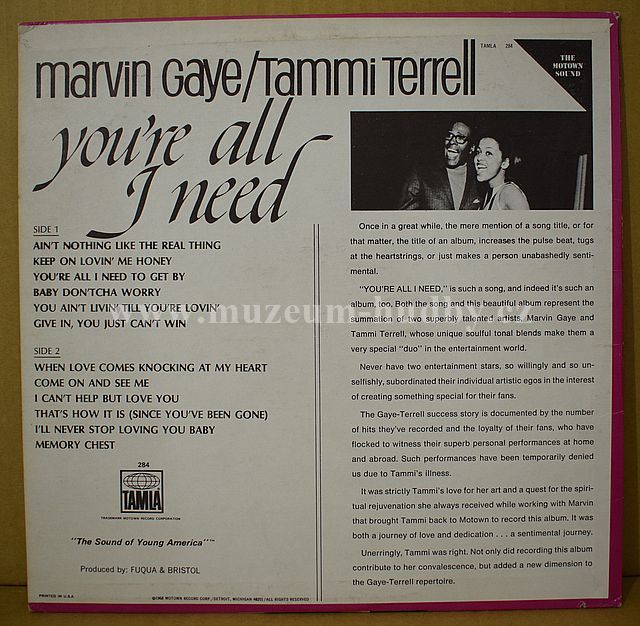 marvin gaye/Tammi Terrell
TAMLA 284
THE
MOTOWN
SOUND
you're all
I need
SIDE 1
AIN'T NOTHING LIKE THE REAL THING
KEEP ON LOVIN' ME HONEY
YOU'RE ALL I NEED TO GET BY
BABY DON'TCHA WORRY
YOU AIN'T LIVIN' TILL YOU'RE LOVIN'
GIVE IN, YOU JUST CAN'T WIN
SIDE 2
WHEN LOVE COMES KNOCKING AT MY HEART
COME ON AND SEE ME
I CAN'T HELP BUT LOVE YOU
THAT'S HOW IT IS (SINCE YOU'VE BEEN GONE)
I'LL NEVER STOP LOVING YOU BABY
MEMORY CHEST
284
TAMLA
TRADEMARK MOTOWN RECORD CORPORATION
"The Sound of Young America"™
Produced by: FUQUA & BRISTOL
PRINTED IN U.S.A
©1968 MOTOWN RECORD CORP./DETROIT, MICHIGAN 48201/ALL RIGHTS RESERVED
Once in a great while, the mere mention of a song title, or for
that matter, the title of an album, increases the pulse beat, tugs
at the heartstrings, or just makes a person unabashedly senti-
mental.
"YOU'RE ALL I NEED," is such a song, and indeed it's such an
album, too. Both the song and this beautiful album represent the
summation of two superbly talented artists, Marvin Gaye and
Tammi Terrell, whose unique soulful tonal blends make them a
very special "duo" in the entertainment world.
Never have two entertainment stars, so willingly and so un-
selfishly, subordinated their individual artistic egos in the interest
of creating something special for their fans.
The Gaye-Terrell success story is documented by the number
of hits they've recorded and the loyalty of their fans, who have
flocked to witness their superb personal performances at home
and abroad. Such performances have been temporarily denied
us due to Tammi's illness.
It was strictly Tammi's love for her art and a quest for the spiri-
tual rejuvenation she always received while working with Marvin
that brought Tammi back to Motown to record this album. It was
both a journey of love and dedication . . . a sentimental journey.
Unerringly, Tammi was right. Not only did recording this album
contribute to her convalescence, but added a new dimension to
the Gaye-Terrell repertoire.